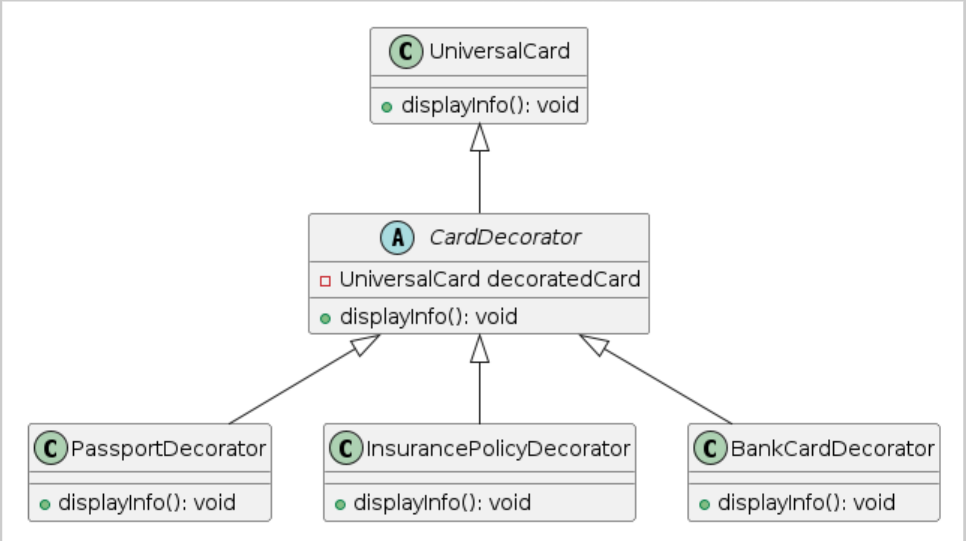 C UniversalCard
displayInfo(): void
A CardDecorator
UniversalCard decoratedCard
displayInfo(): void
C PassportDecorator
displayInfo(): void
C InsurancePolicyDecorator
displayInfo(): void
C BankCardDecorator
displayInfo(): void